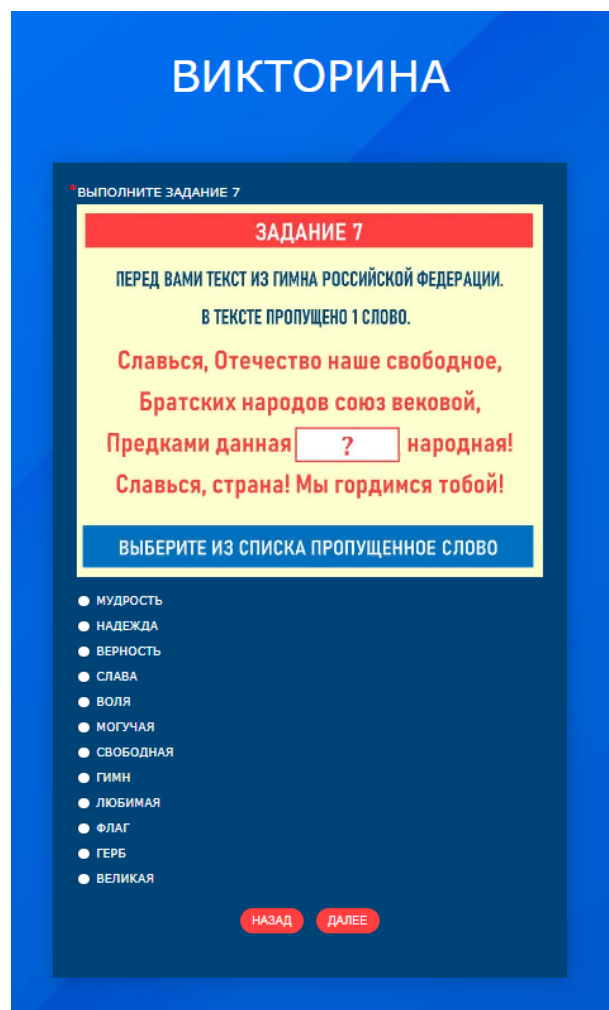 ВИКТОРИНА
*ВЫПОЛНИТЕ ЗАДАНИЕ 7
ЗАДАНИЕ 7
ПЕРЕД ВАМИ ТЕКСТ ИЗ ГИМНА РОССИЙСКОЙ ФЕДЕРАЦИИ.
В ТЕКСТЕ ПРОПУЩЕНО 1 СЛОВО.
Славься, Отечество наше свободное,
Братских народов союз вековой,
Предками данная ? народная!
Славься, страна! Мы гордимся тобой!
ВЫБЕРИТЕ ИЗ СПИСКА ПРОПУЩЕННОЕ СЛОВО
МУДРОСТЬ
НАДЕЖДА
ВЕРНОСТЬ
СЛАВА
ВОЛЯ
МОГУЧАЯ
СВОБОДНАЯ
ГИМН
ЛЮБИМАЯ
ФЛАГ
ГЕРБ
ВЕЛИКАЯ
НАЗАД ДАЛЕЕ